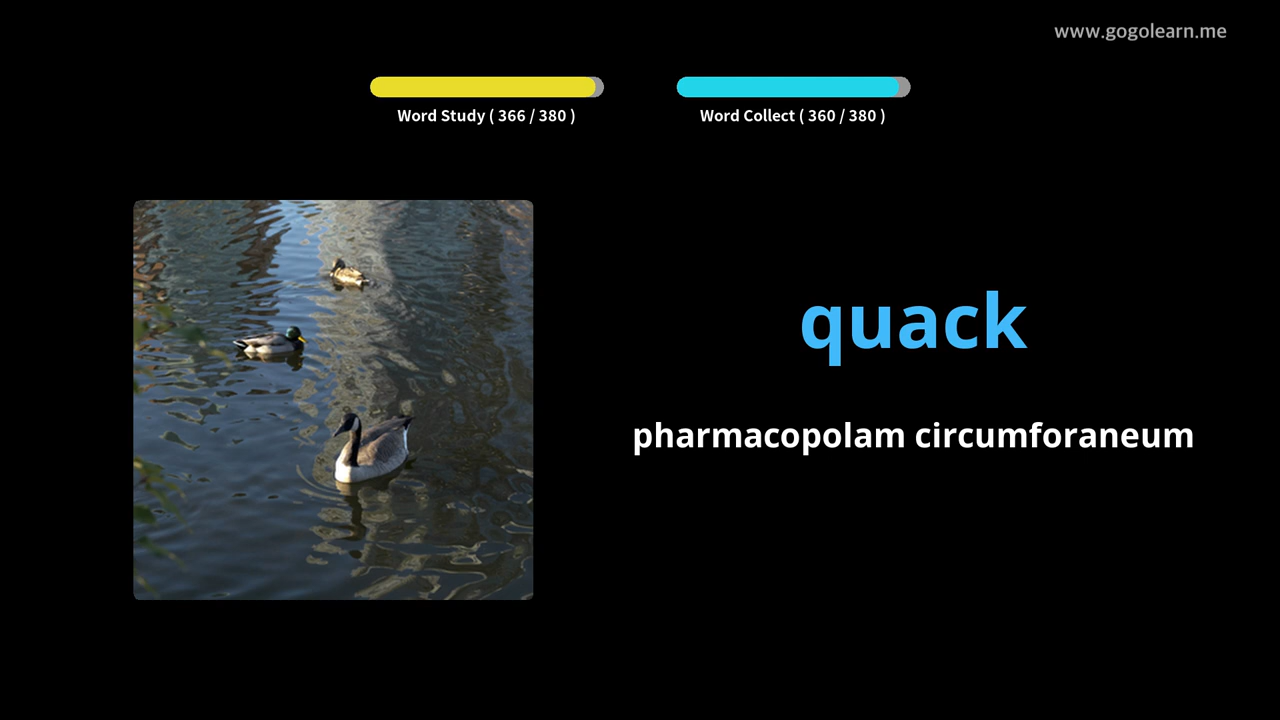 www.gogolearn.me
Word Study ( 366 / 380 )
Word Collect ( 360 / 380 )
quack
pharmacopolam circumforaneum